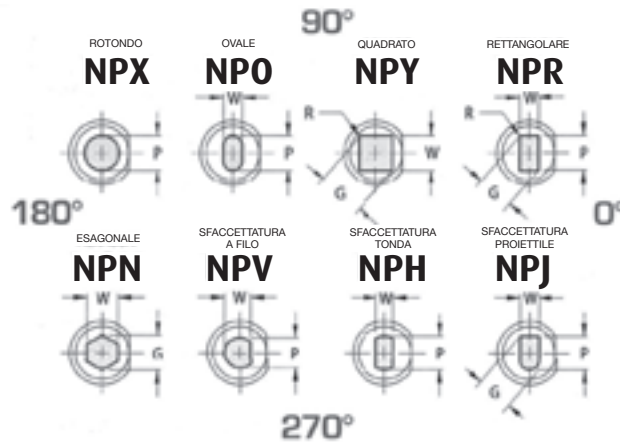 90°
ROTONDO
NPX
P
OVALE
NPO
W
P
QUADRATO
NPY
R
W
G
RETTANGOLARE
NPR
W
R
P
G
180°
0°
ESAGONALE
NPN
W
G
SFACCETTATURA
A FILO
NPV
W
P
SFACCETTATURA
TONDA
NPH
W
P
SFACCETTATURA
PROIETTILE
NPJ
W
P
G
270°